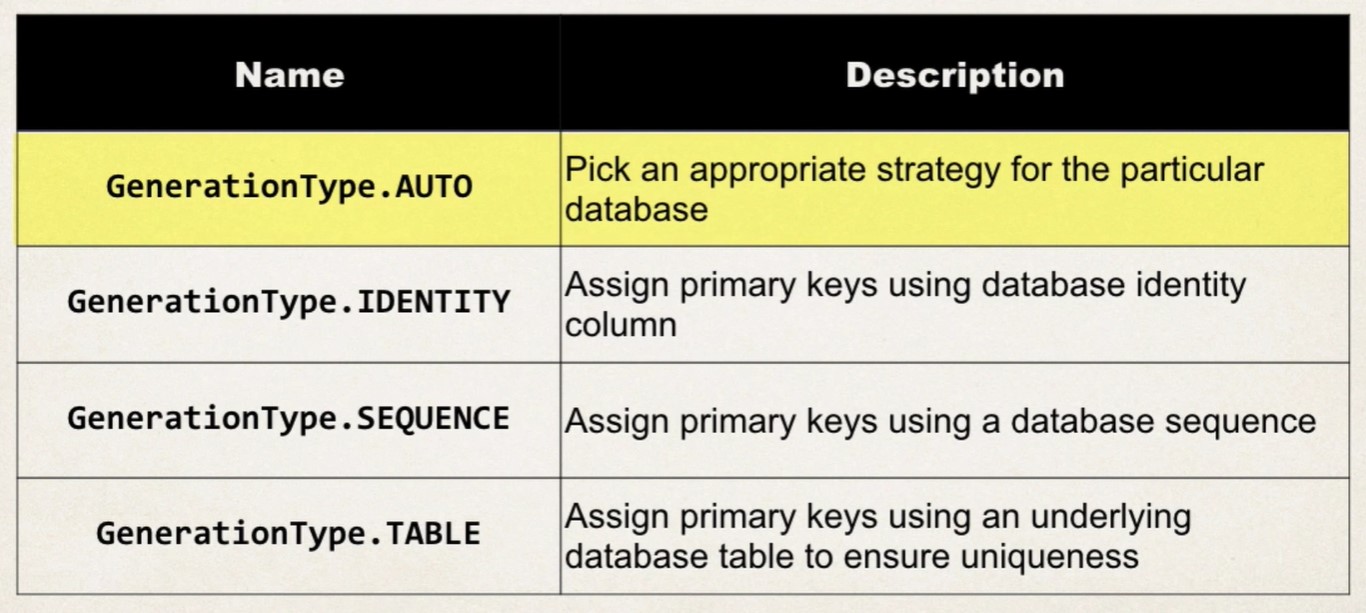 Name
Description
GenerationType.AUTO
Pick an appropriate strategy for the particular
database
GenerationType.IDENTITY
Assign primary keys using database identity
column
GenerationType.SEQUENCE
Assign primary keys using a database sequence
GenerationType.TABLE
Assign primary keys using an underlying
database table to ensure uniqueness